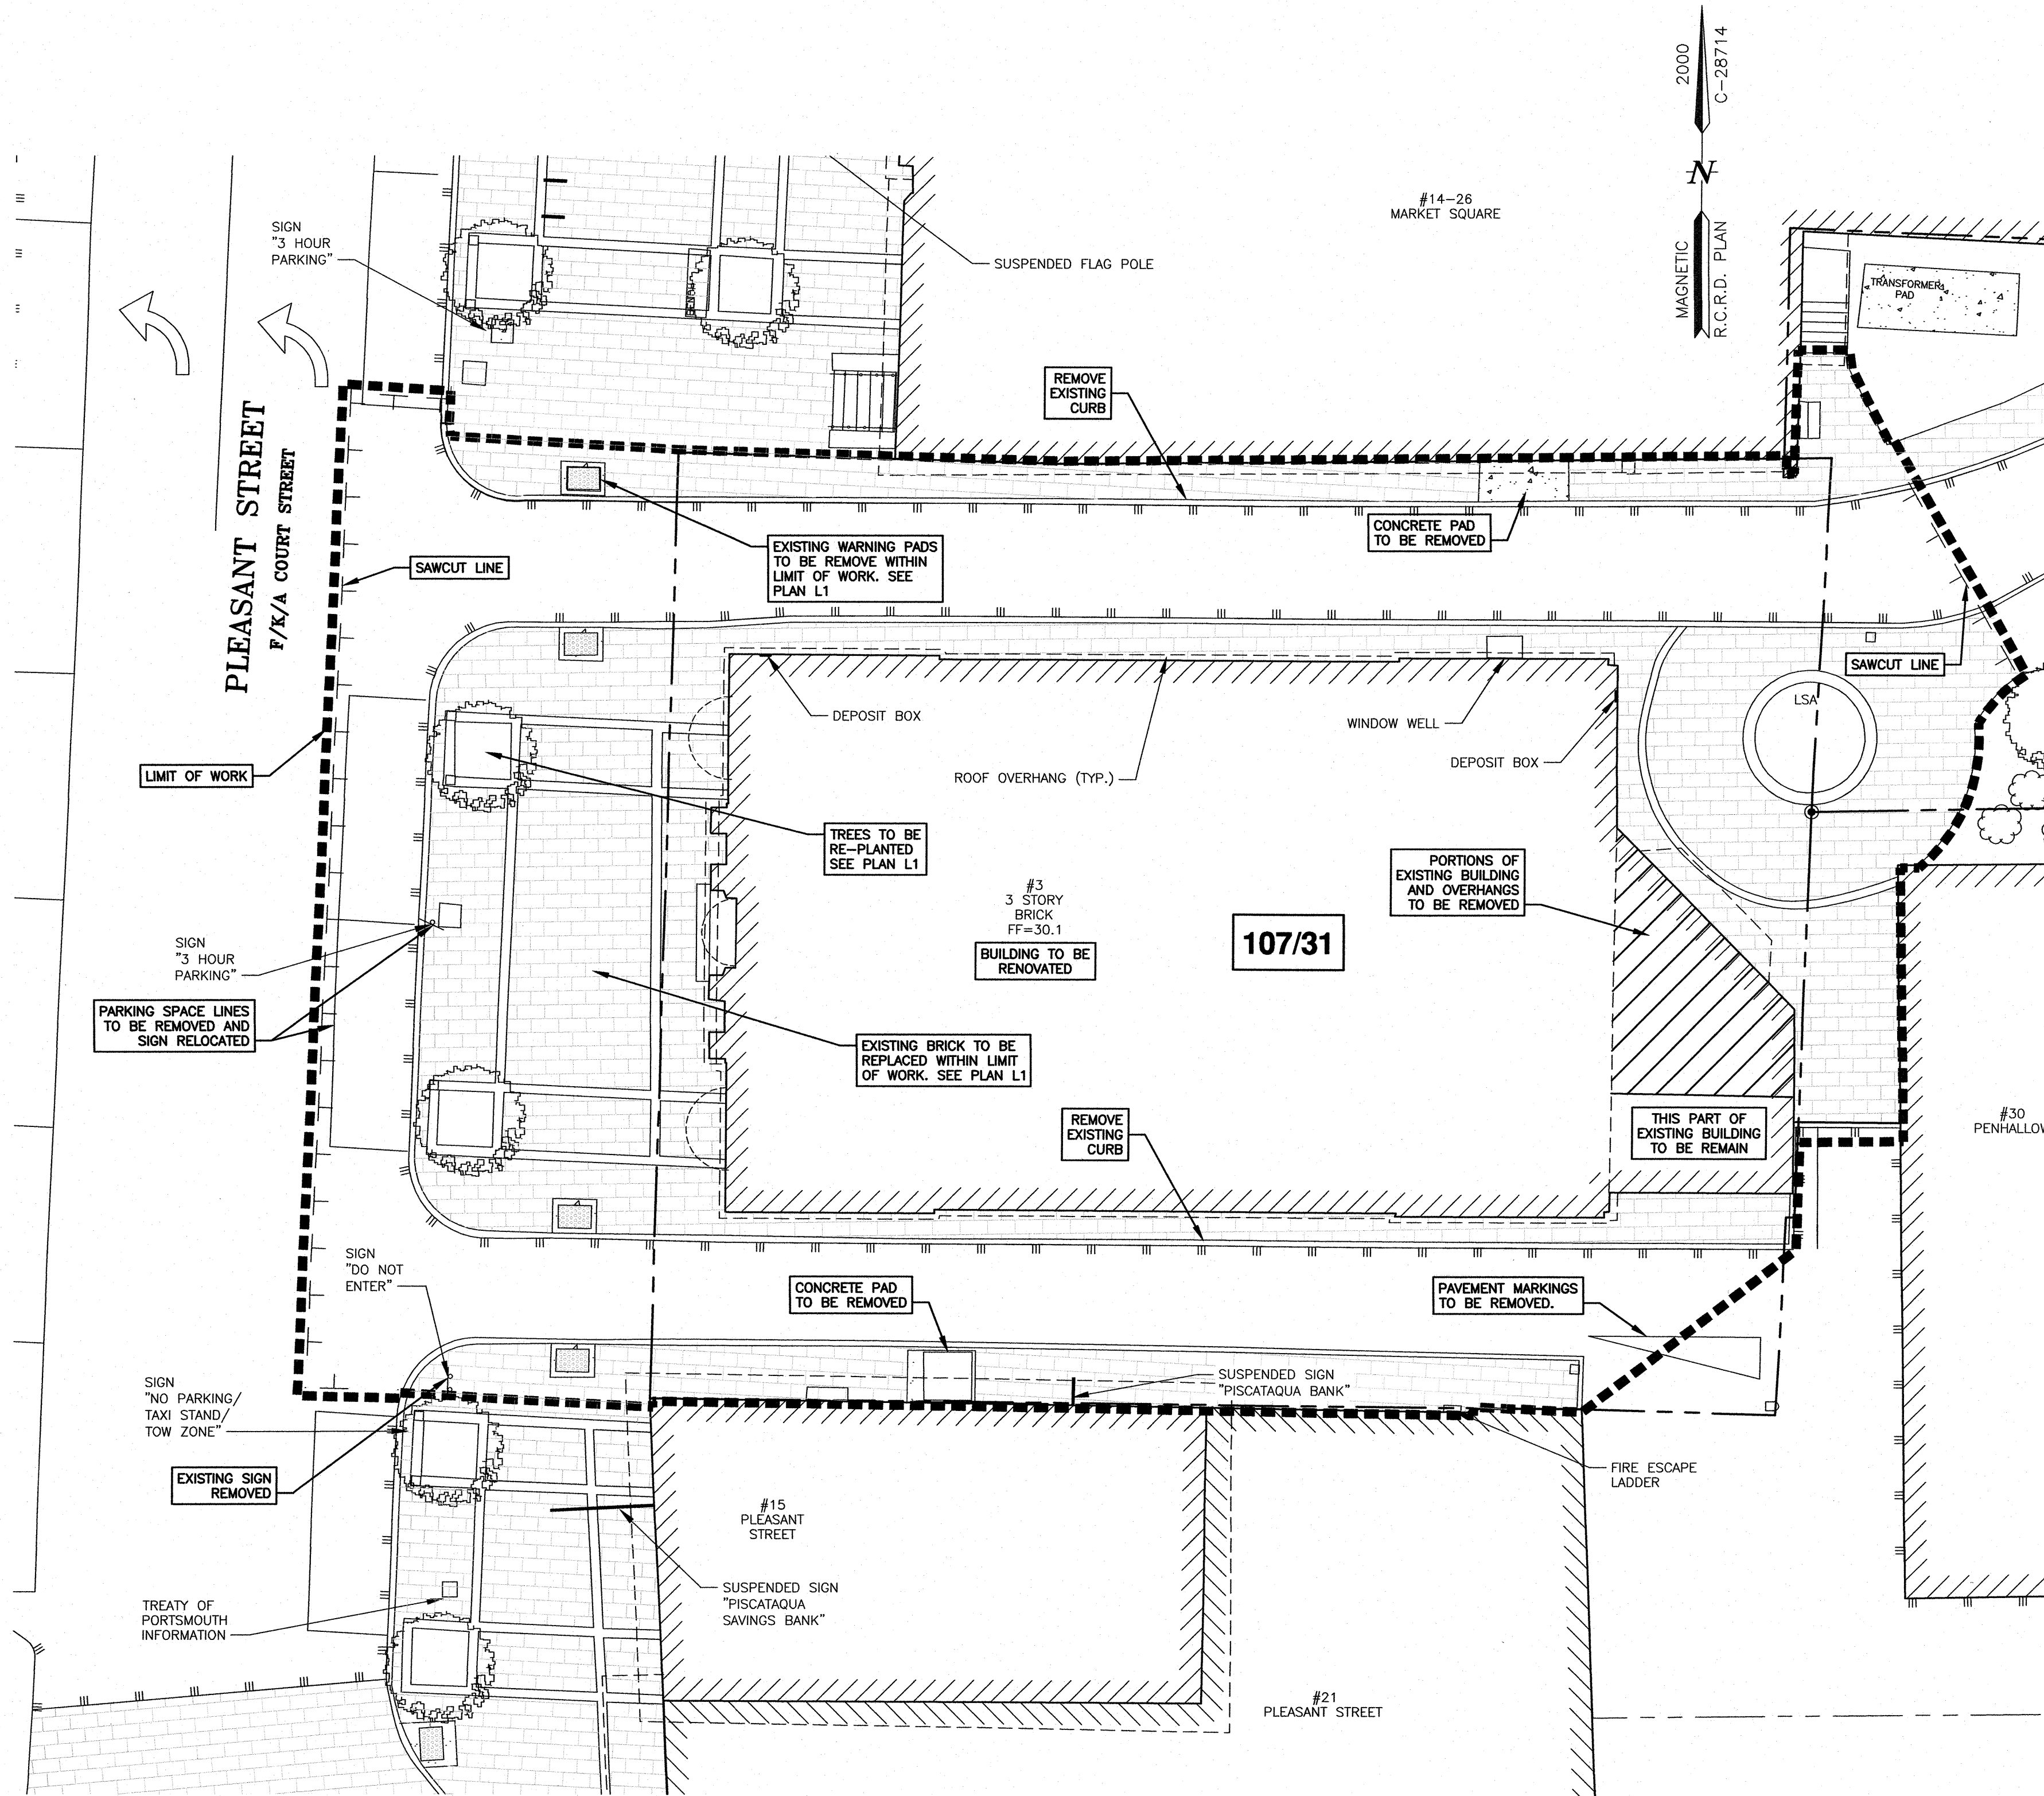 2000
C-28714
N
MAGNETIC
R.C.R.D. PLAN
#14-26
MARKET SQUARE
TRANSFORMER
PAD
SIGN
"3 HOUR
PARKING"
BENCH
SUSPENDED FLAG POLE
REMOVE
EXISTING
CURB
PLEASANT STREET
F/K/A COURT STREET
SAWCUT LINE
EXISTING WARNING PADS
TO BE REMOVE WITHIN
LIMIT OF WORK. SEE
PLAN L1
CONCRETE PAD
TO BE REMOVED
SAWCUT LINE
LSA
DEPOSIT BOX
WINDOW WELL
DEPOSIT BOX
ROOF OVERHANG (TYP.)
LIMIT OF WORK
TREES TO BE
RE-PLANTED
SEE PLAN L1
PORTIONS OF
EXISTING BUILDING
AND OVERHANGS
TO BE REMOVED
#3
3 STORY
BRICK
FF=30.1
BUILDING TO BE
RENOVATED
107/31
SIGN
"3 HOUR
PARKING"
PARKING SPACE LINES
TO BE REMOVED AND
SIGN RELOCATED
EXISTING BRICK TO BE
REPLACED WITHIN LIMIT
OF WORK. SEE PLAN L1
REMOVE
EXISTING
CURB
THIS PART OF
EXISTING BUILDING
TO BE REMAIN
#30
PENHALLOW
SIGN
"DO NOT
ENTER"
CONCRETE PAD
TO BE REMOVED
PAVEMENT MARKINGS
TO BE REMOVED.
SIGN
"NO PARKING/
TAXI STAND/
TOW ZONE"
SUSPENDED SIGN
"PISCATAQUA BANK"
EXISTING SIGN
REMOVED
FIRE ESCAPE
LADDER
#15
PLEASANT
STREET
SUSPENDED SIGN
"PISCATAQUA
SAVINGS BANK"
TREATY OF
PORTSMOUTH
INFORMATION
#21
PLEASANT STREET